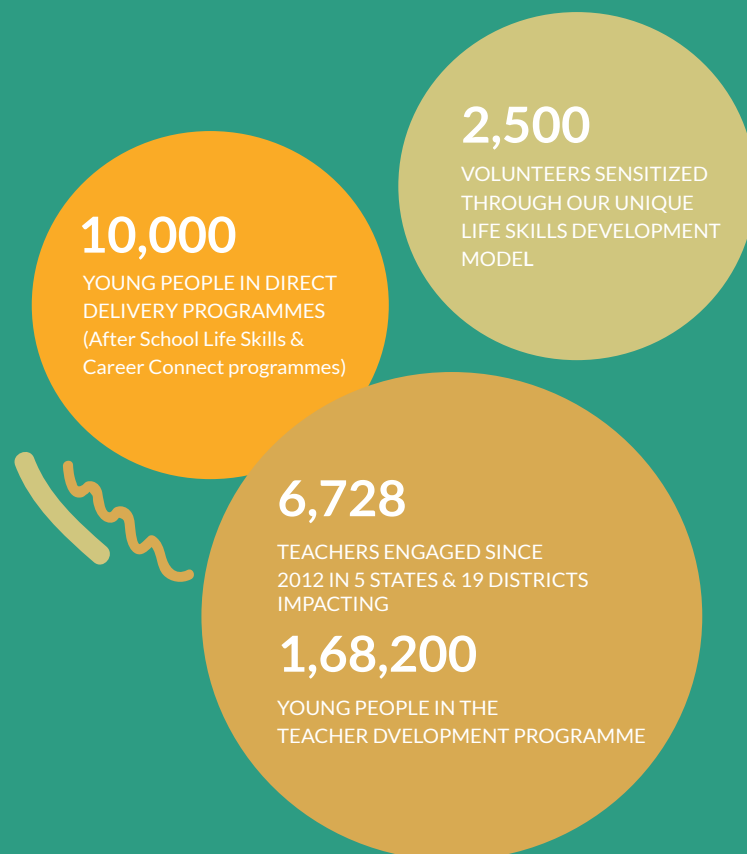 10,000
YOUNG PEOPLE IN DIRECT
DELIVERY PROGRAMMES
(After School Life Skills &
Career Connect programmes)
2,500
VOLUNTEERS SENSITIZED
THROUGH OUR UNIQUE
LIFE SKILLS DEVELOPMENT
MODEL
6,728
TEACHERS ENGAGED SINCE
2012 IN 5 STATES & 19 DISTRICTS
IMPACTING
1,68,200
YOUNG PEOPLE IN THE
TEACHER DVELOPMENT PROGRAMME